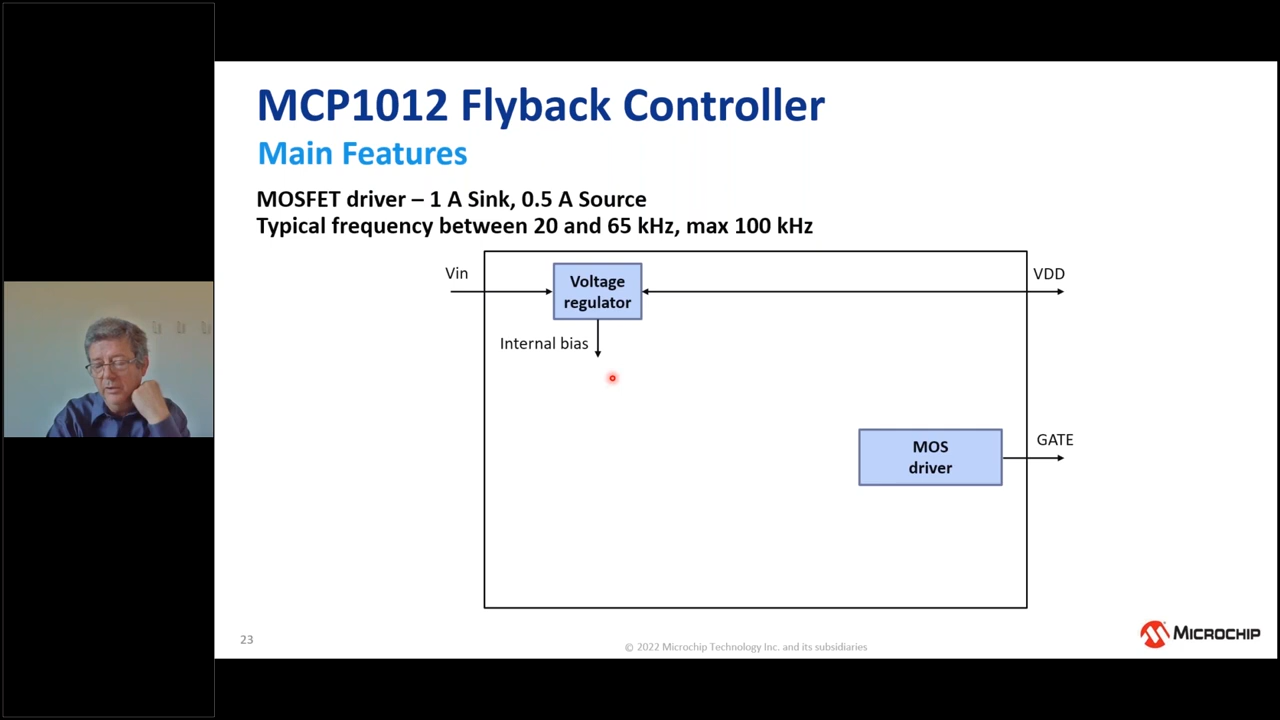 MCP1012 Flyback Controller
Main Features
MOSFET driver – 1 A Sink, 0.5 A Source
Typical frequency between 20 and 65 kHz, max 100 kHz
Vin
Voltage
regulator
VDD
Internal bias
MOS
driver
GATE
23
© 2022 Microchip Technology Inc. and its subsidiaries
MICROCHIP